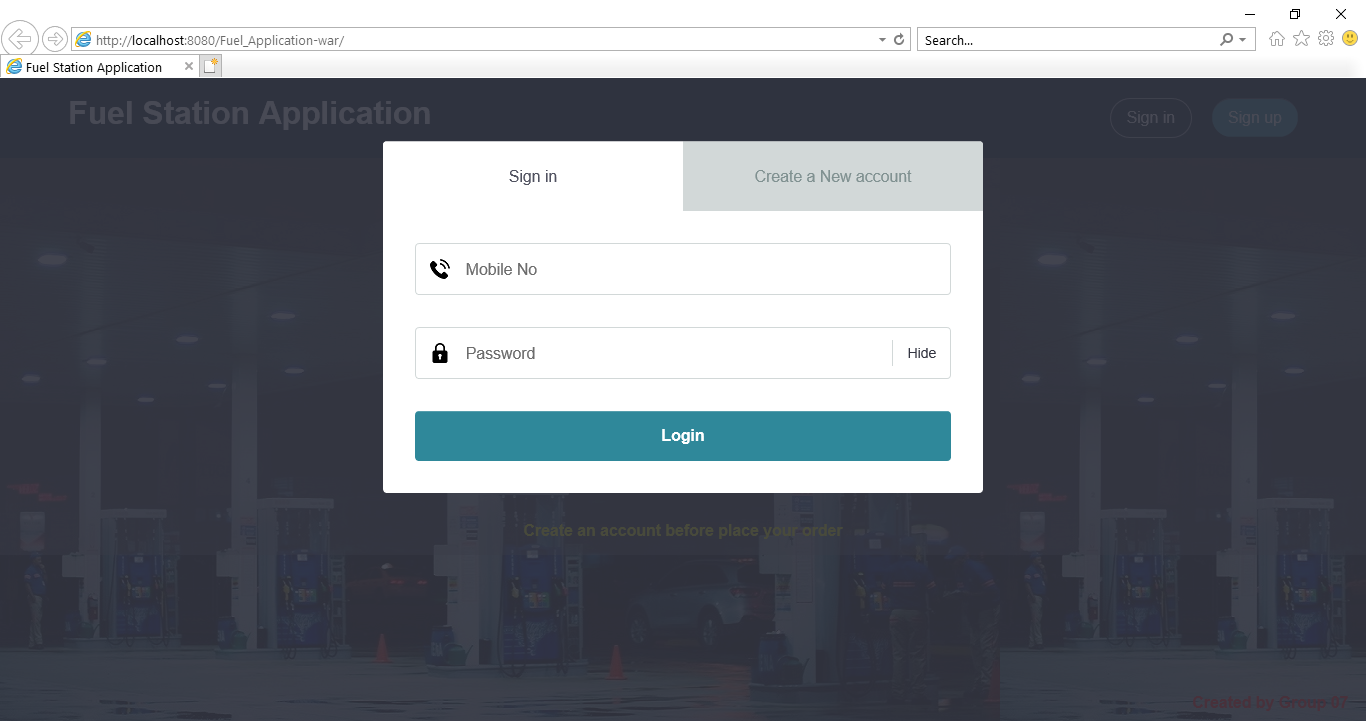 http://localhost:8080/Fuel_Application-war/
Search...
Fuel Station Application
Fuel Station Application
Sign in
Sign up
Sign in
Create a New account
Mobile No
Password
Hide
Login
Create an account before place your order
Created by Group 07